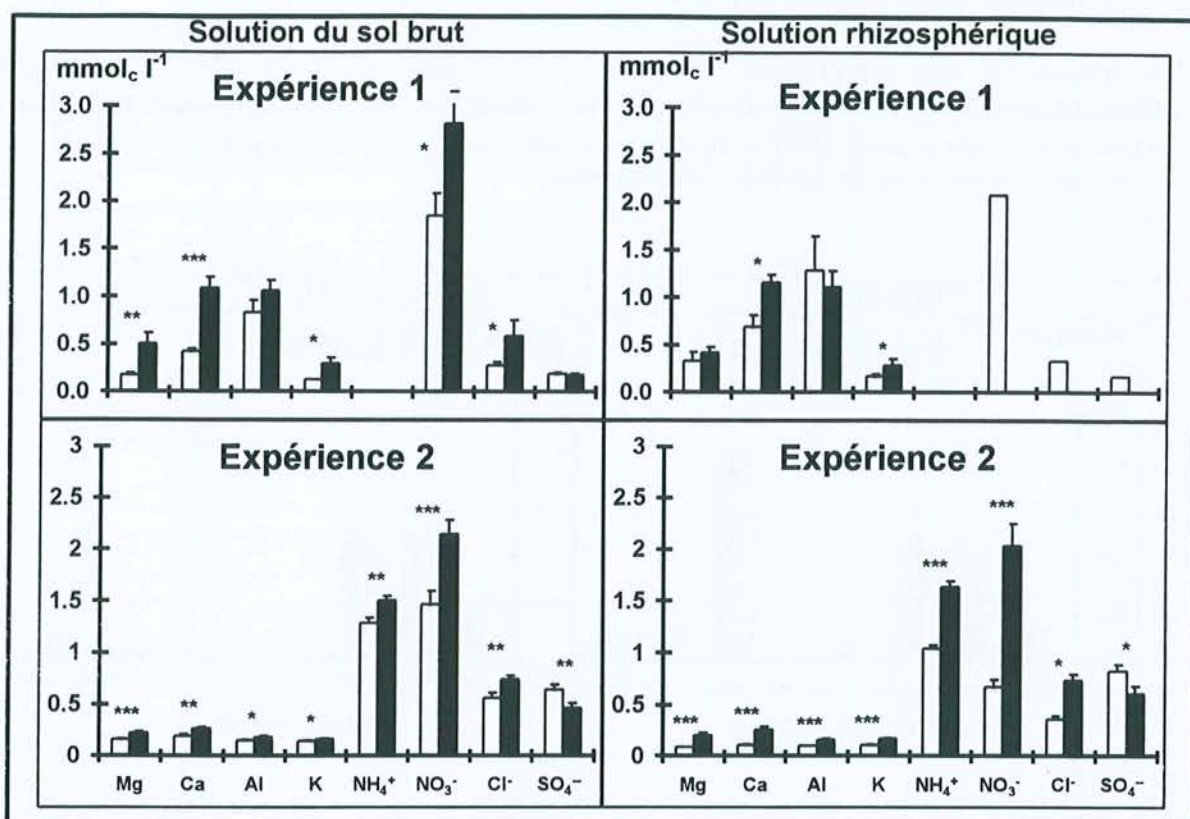 Solution du sol brut
Solution rhizosphérique
mmol_c l^-1
Expérience 1
3.0
2.5
2.0
1.5
1.0
0.5
0.0
** *** * * *
mmol_c l^-1
Expérience 1
3.0
2.5
2.0
1.5
1.0
0.5
0.0
* *
Expérience 2
3
2.5
2
1.5
1
0.5
0
*** ** * * ** *** ** **
Mg Ca Al K NH₄⁺ NO₃⁻ Cl⁻ SO₄⁻⁻
Expérience 2
3
2.5
2
1.5
1
0.5
0
*** *** *** *** *** *** * *
Mg Ca Al K NH₄⁺ NO₃⁻ Cl⁻ SO₄⁻⁻